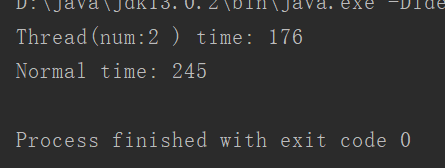 D:\java\jdk13.0.2\bin\java.exe -Dide
Thread(num:2 ) time: 176
Normal time: 245
Process finished with exit code 0